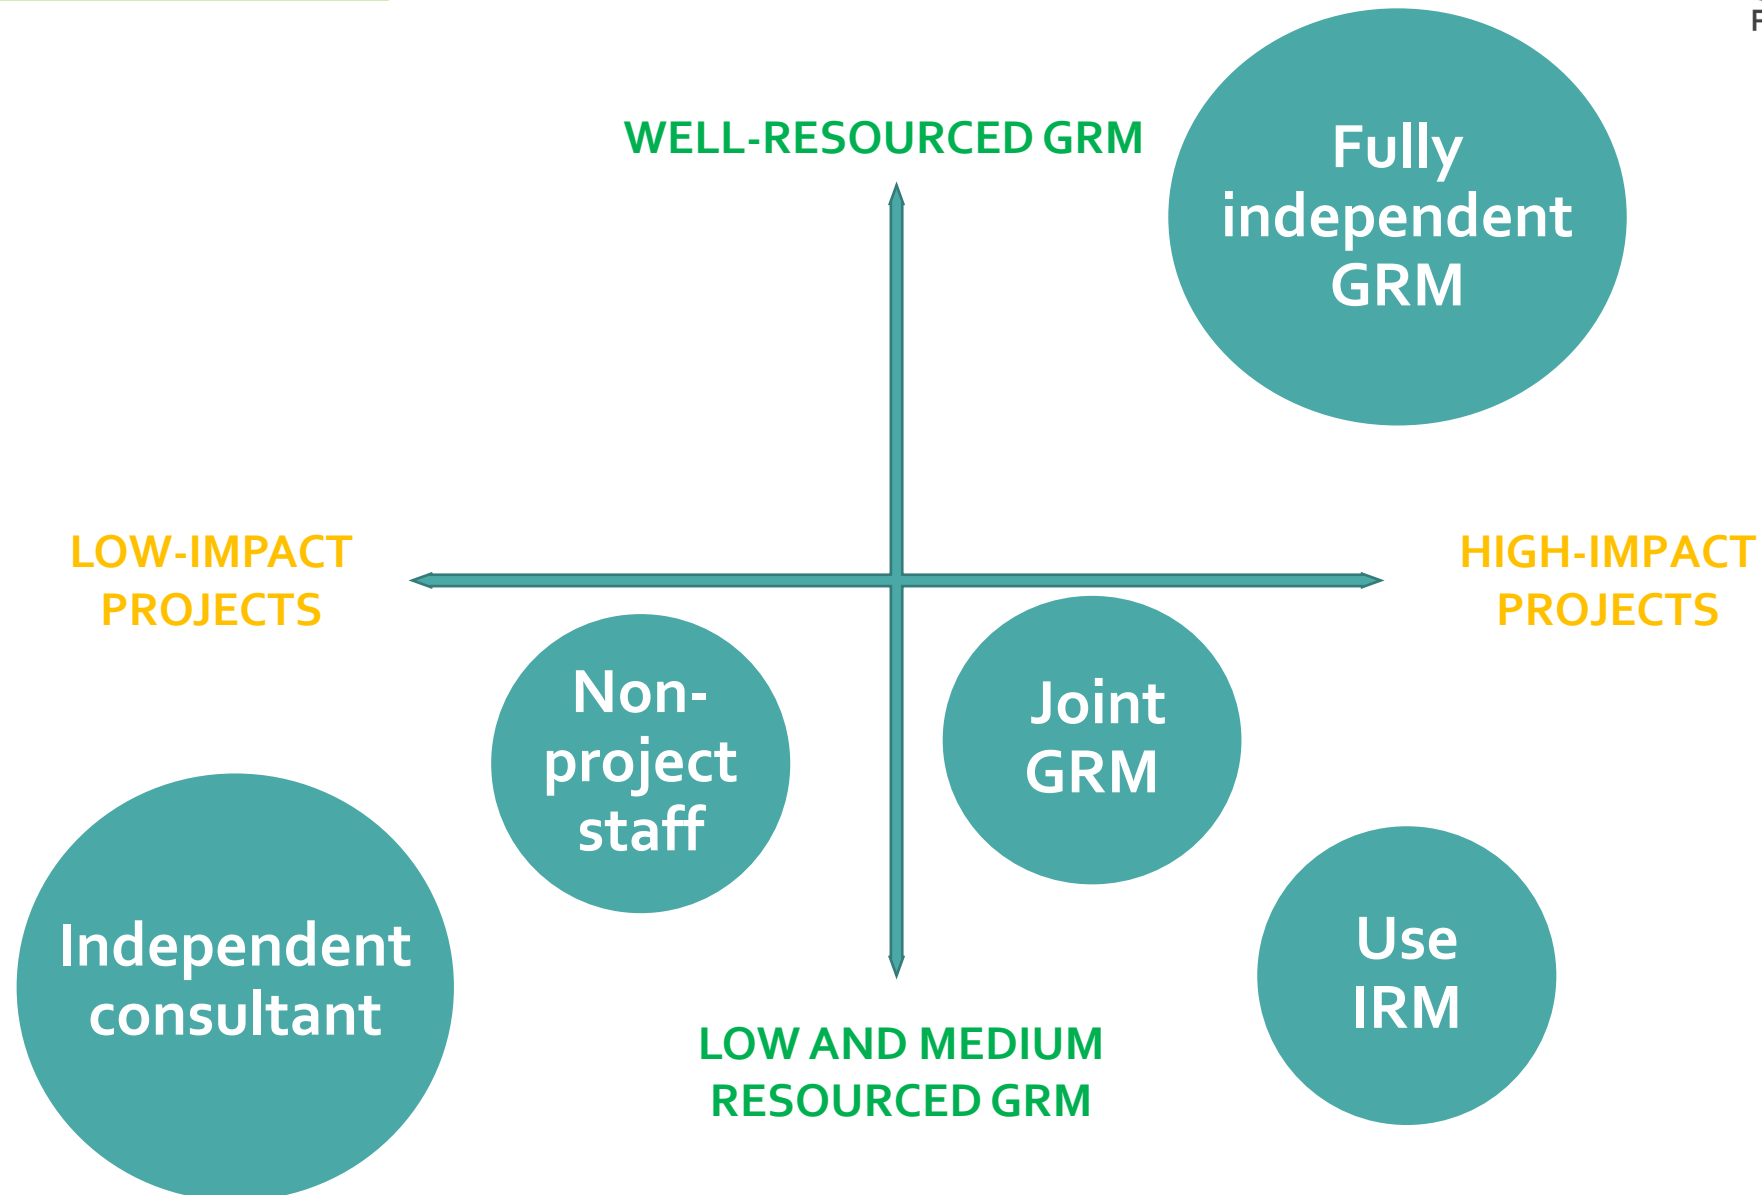 WELL-RESOURCED GRM
Fully
independent
GRM
LOW-IMPACT
PROJECTS
HIGH-IMPACT
PROJECTS
Non-
project
staff
Joint
GRM
Independent
consultant
Use
IRM
LOW AND MEDIUM
RESOURCED GRM